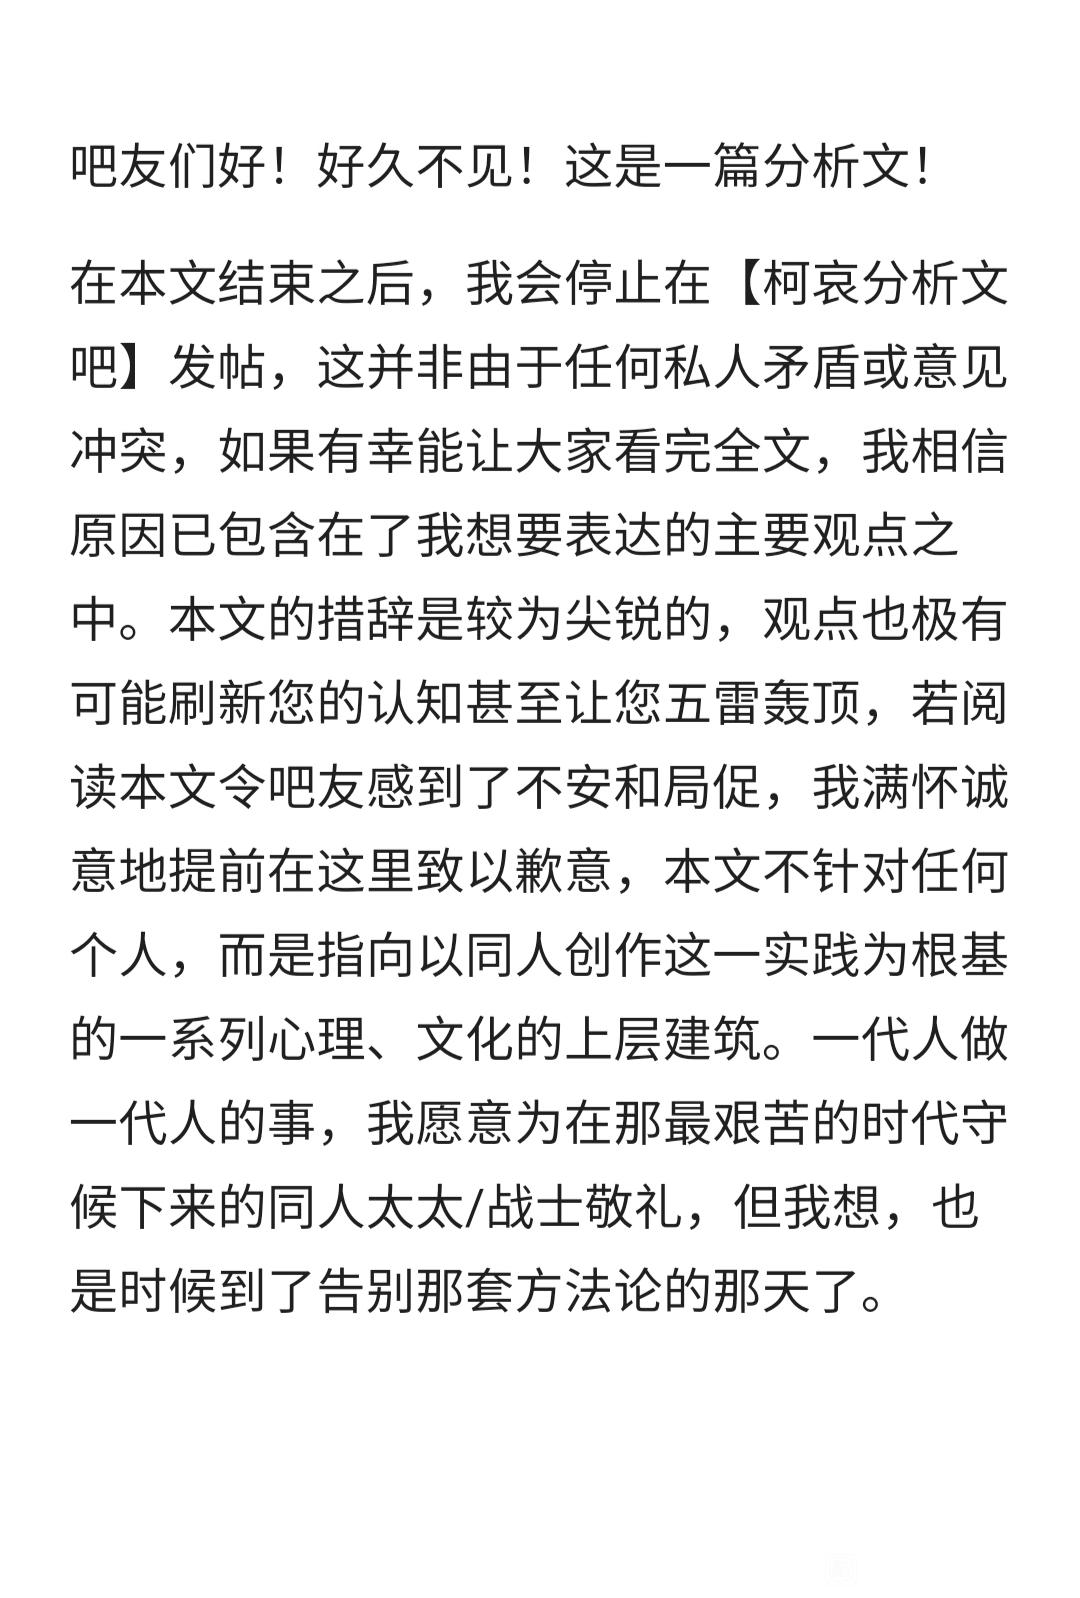 吧友们好！好久不见！这是一篇分析文！
在本文结束之后，我会停止在【柯哀分析文
吧】发帖，这并非由于任何私人矛盾或意见
冲突，如果有幸能让大家看完全文，我相信
原因已包含在了我想要表达的主要观点之
中。本文的措辞是较为尖锐的，观点也极有
可能刷新您的认知甚至让您五雷轰顶，若阅
读本文令吧友感到了不安和局促，我满怀诚
意地提前在这里致以歉意，本文不针对任何
个人，而是指向以同人创作这一实践为根基
的一系列心理、文化的上层建筑。一代人做
一代人的事，我愿意为在那最艰苦的时代守
候下来的同人太太/战士敬礼，但我想，也
是时候到了告别那套方法论的那天了。